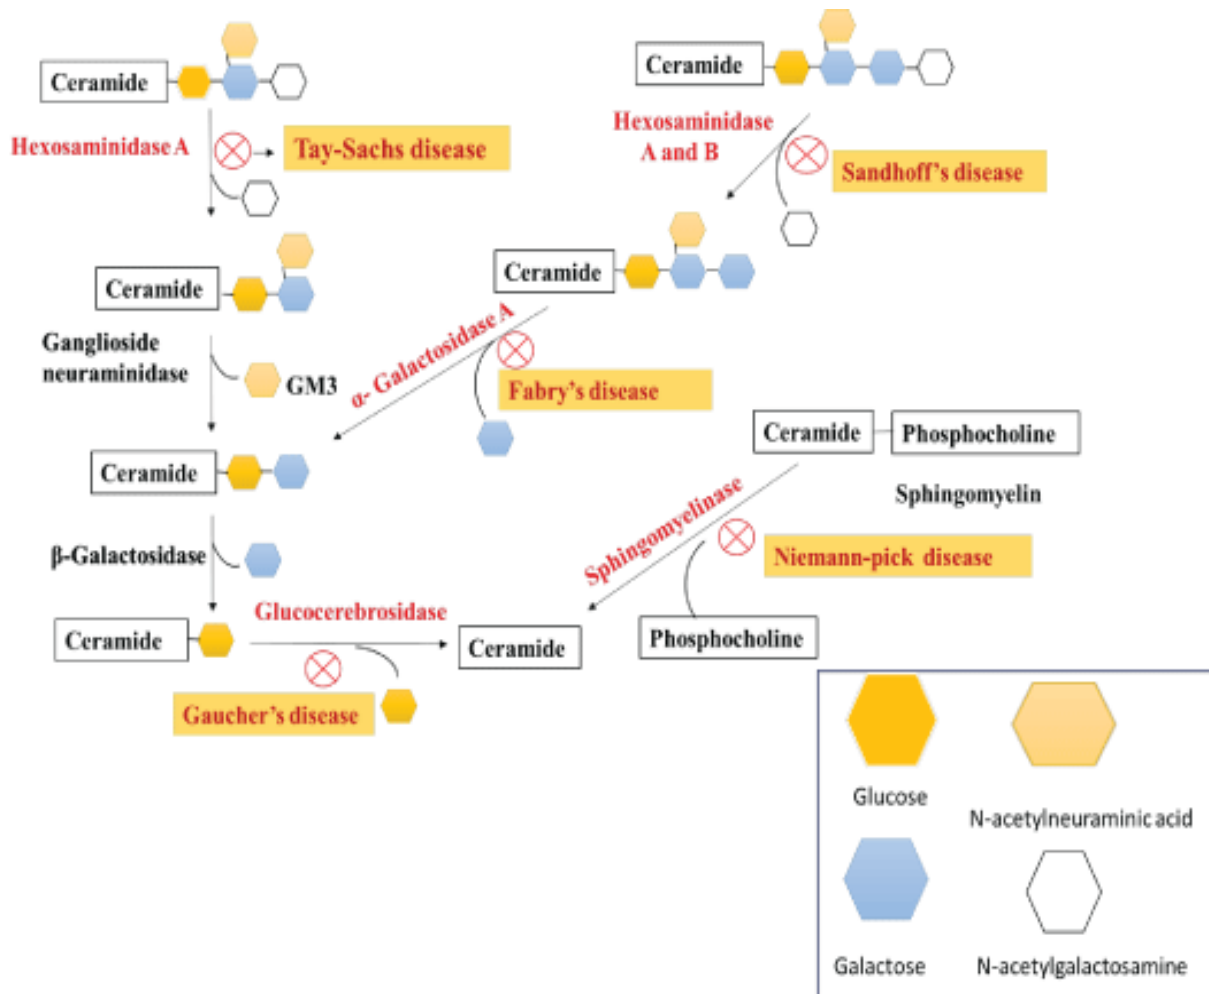 Ceramide
Ceramide
Hexosaminidase A
Tay-Sachs disease
Hexosaminidase
A and B
Sandhoff's disease
Ceramide
Ceramide
Ganglioside
neuraminidase
GM3
α- Galactosidase A
Fabry's disease
Ceramide
Phosphocholine
Sphingomyelin
Ceramide
Sphingomyelinase
Niemann-pick disease
β-Galactosidase
Glucocerebrosidase
Ceramide
Ceramide
Phosphocholine
Gaucher's disease
Glucose
N-acetylneuraminic acid
Galactose
N-acetylgalactosamine